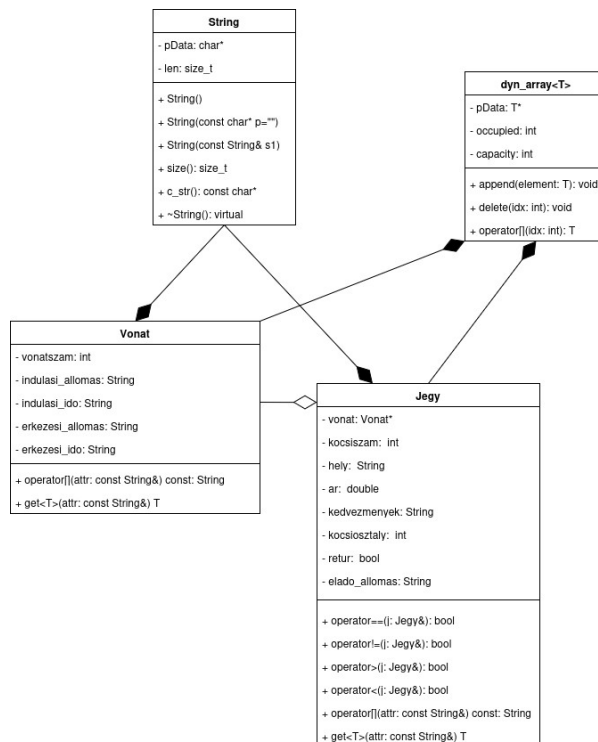 String
- pData: char*
- len: size_t
+ String()
+ String(const char* p="")
+ String(const String& s1)
+ size(): size_t
+ c_str(): const char*
+ ~String(): virtual
dyn_array<T>
- pData: T*
- occupied: int
- capacity: int
+ append(element: T): void
+ delete(idx: int): void
+ operator[](idx: int): T
Vonat
- vonatszam: int
- indulasi_allomas: String
- indulasi_ido: String
- erkezesi_allomas: String
- erkezesi_ido: String
+ operator[](attr: const String&) const: String
+ get<T>(attr: const String&) T
Jegy
- vonat: Vonat*
- kocsiszam: int
- hely: String
- ar: double
- kedvezmenyek: String
- kocsiosztaly: int
- retur: bool
- elado_allomas: String
+ operator==(j: Jegy&): bool
+ operator!=(j: Jegy&): bool
+ operator>(j: Jegy&): bool
+ operator<(j: Jegy&): bool
+ operator[](attr: const String&) const: String
+ get<T>(attr: const String&) T